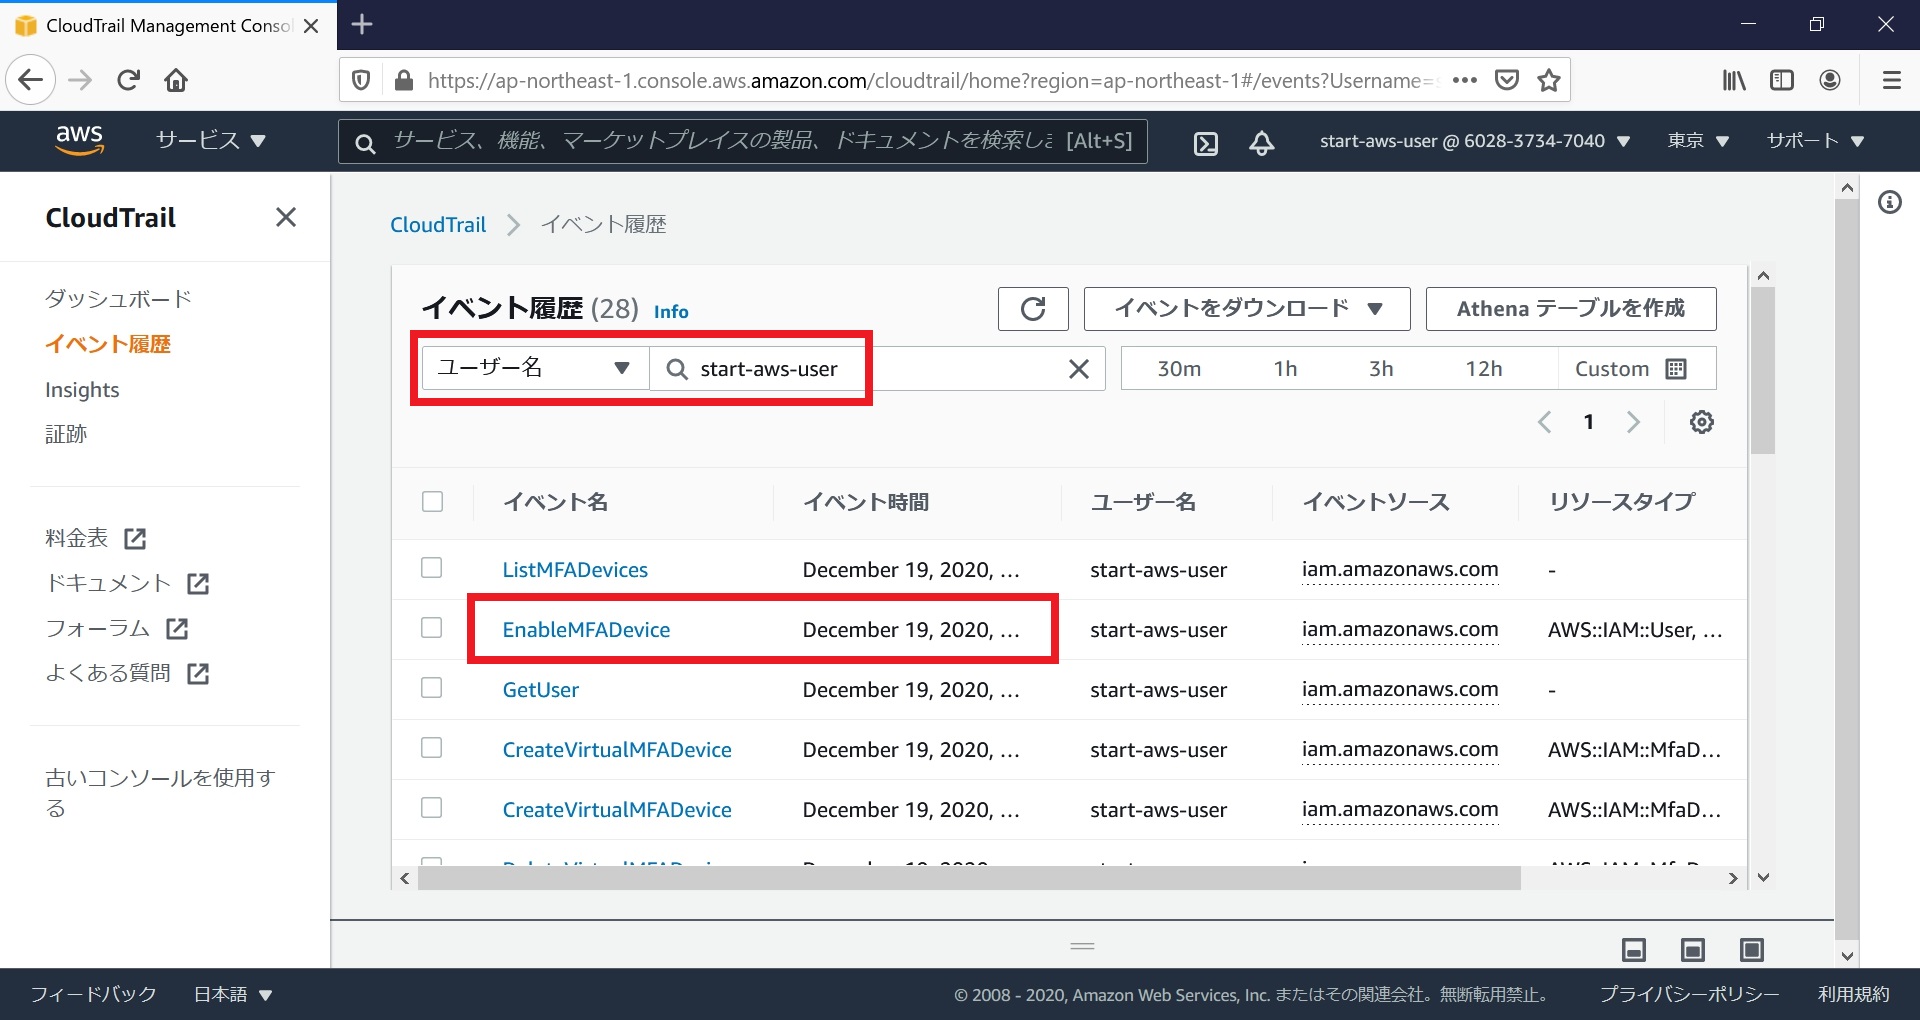 CloudTrail Management Conso
https://ap-northeast-1.console.aws.amazon.com/cloudtrail/home?region=ap-northeast-1#/events?Username=
aws
サービス
サービス、機能、マーケットプレイスの製品、ドキュメントを検索し [Alt+S]
start-aws-user @ 6028-3734-7040
東京
サポート
CloudTrail
ダッシュボード
イベント履歴
Insights
証跡
料金表
ドキュメント
フォーラム
よくある質問
古いコンソールを使用す
る
CloudTrail イベント履歴
イベント履歴 (28) Info
イベントをダウンロード
Athena テーブルを作成
ユーザー名 start-aws-user
30m 1h 3h 12h Custom
1
イベント名 イベント時間 ユーザー名 イベントソース リソースタイプ
ListMFADevices December 19, 2020, ... start-aws-user iam.amazonaws.com -
EnableMFADevice December 19, 2020, ... start-aws-user iam.amazonaws.com AWS::IAM::User, ...
GetUser December 19, 2020, ... start-aws-user iam.amazonaws.com -
CreateVirtualMFADevice December 19, 2020, ... start-aws-user iam.amazonaws.com AWS::IAM::MfaD...
CreateVirtualMFADevice December 19, 2020, ... start-aws-user iam.amazonaws.com AWS::IAM::MfaD...
フィードバック 日本語
© 2008 - 2020, Amazon Web Services, Inc. またはその関連会社。無断転用禁止。
プライバシーポリシー 利用規約